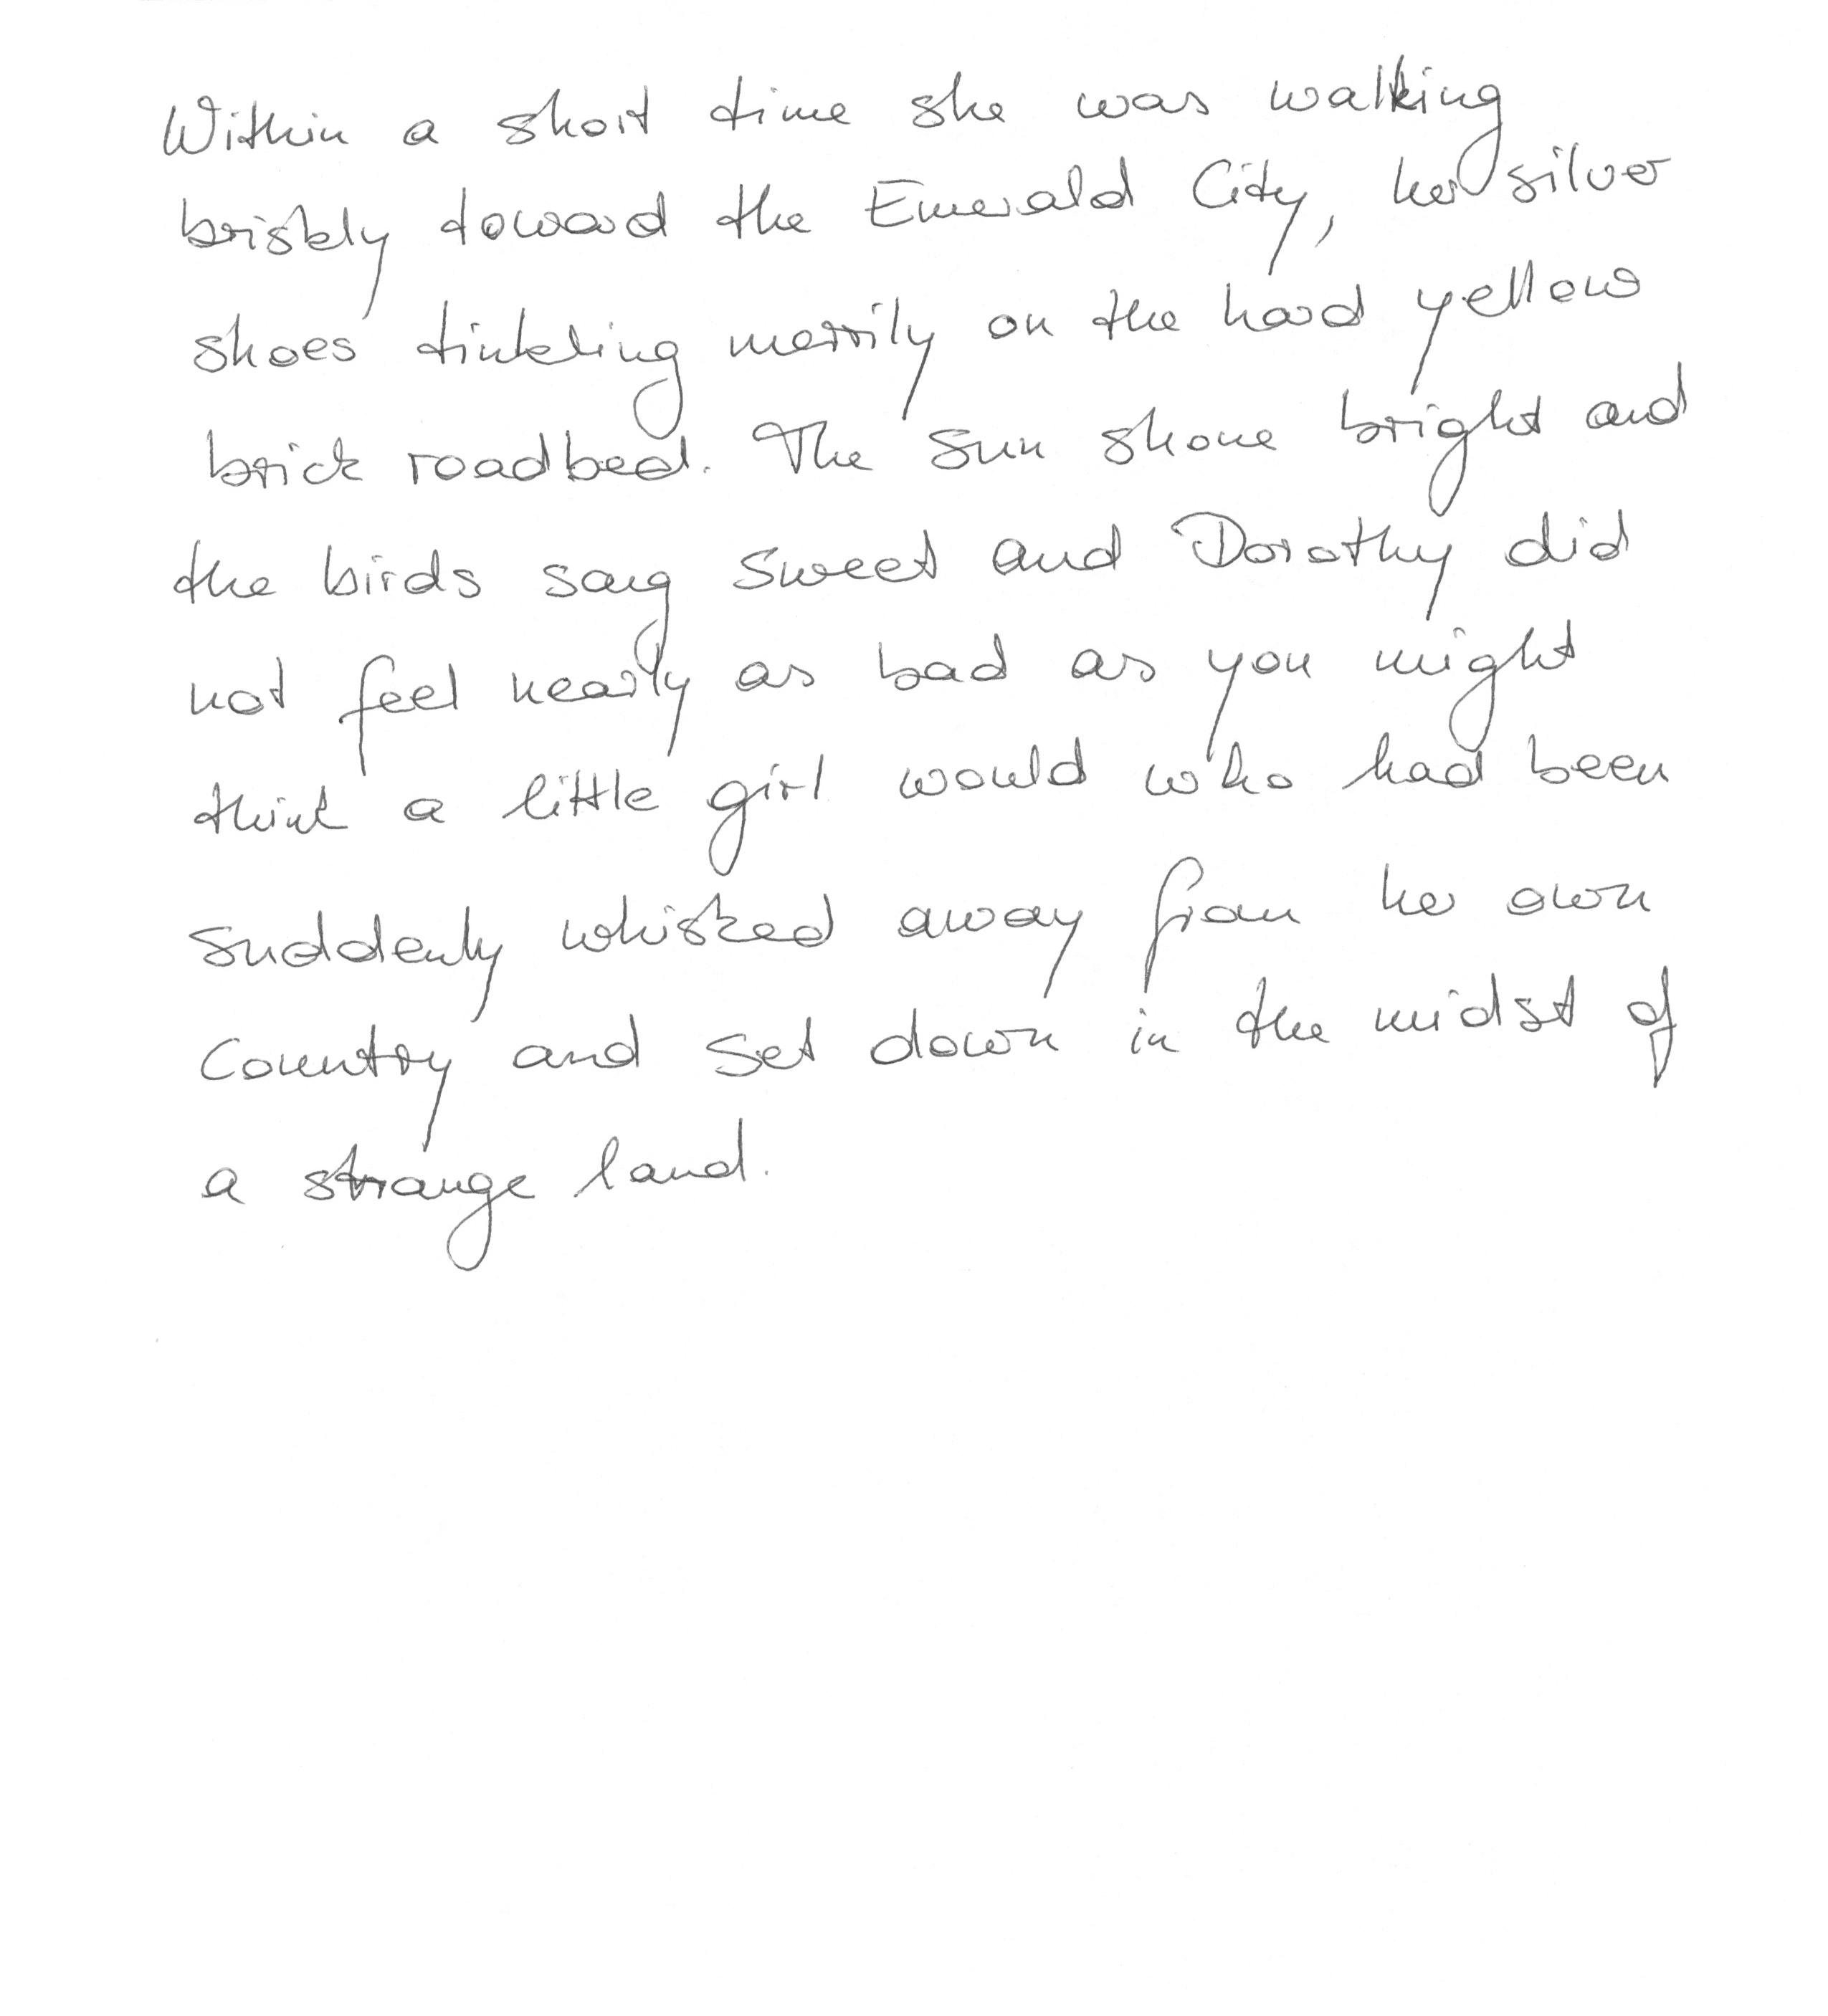 Within a short time she was walking
briskly toward the Emerald City, her silver
shoes tinkling merrily on the hard yellow
brick roadbed. The sun shone bright and
the birds sang sweet and Dorothy did
not feel nearly as bad as you might
think a little girl would who had been
suddenly whisked away from her own
country and set down in the midst of
a strange land.